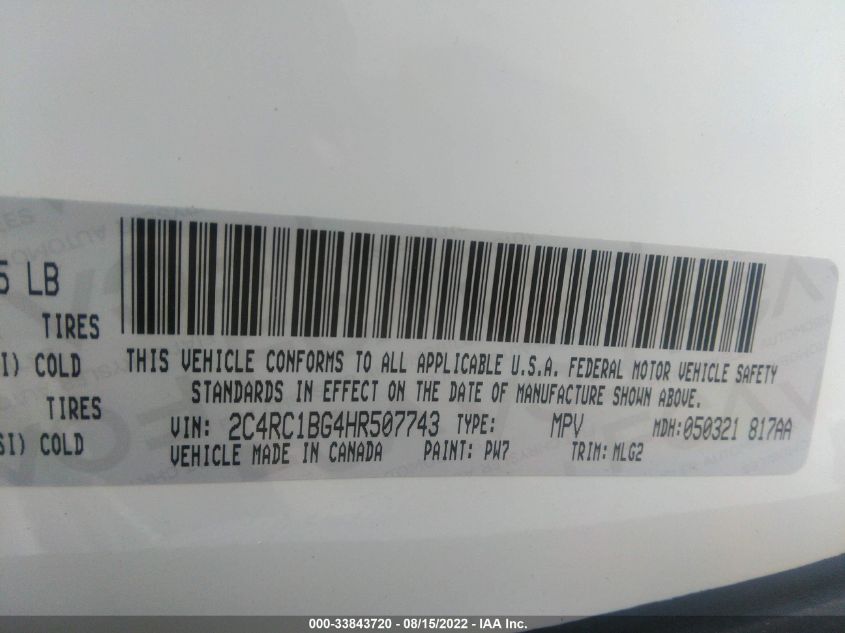 5 LB
TIRES
I) COLD
TIRES
SI) COLD
THIS VEHICLE CONFORMS TO ALL APPLICABLE U.S.A. FEDERAL MOTOR VEHICLE SAFETY
STANDARDS IN EFFECT ON THE DATE OF MANUFACTURE SHOWN ABOVE.
VIN: 2C4RC1BG4HR507743 TYPE: MPV MDH:050321 817AA
VEHICLE MADE IN CANADA PAINT: PW7 TRIM: MLG2
000-33843720 - 08/15/2022 - IAA Inc.